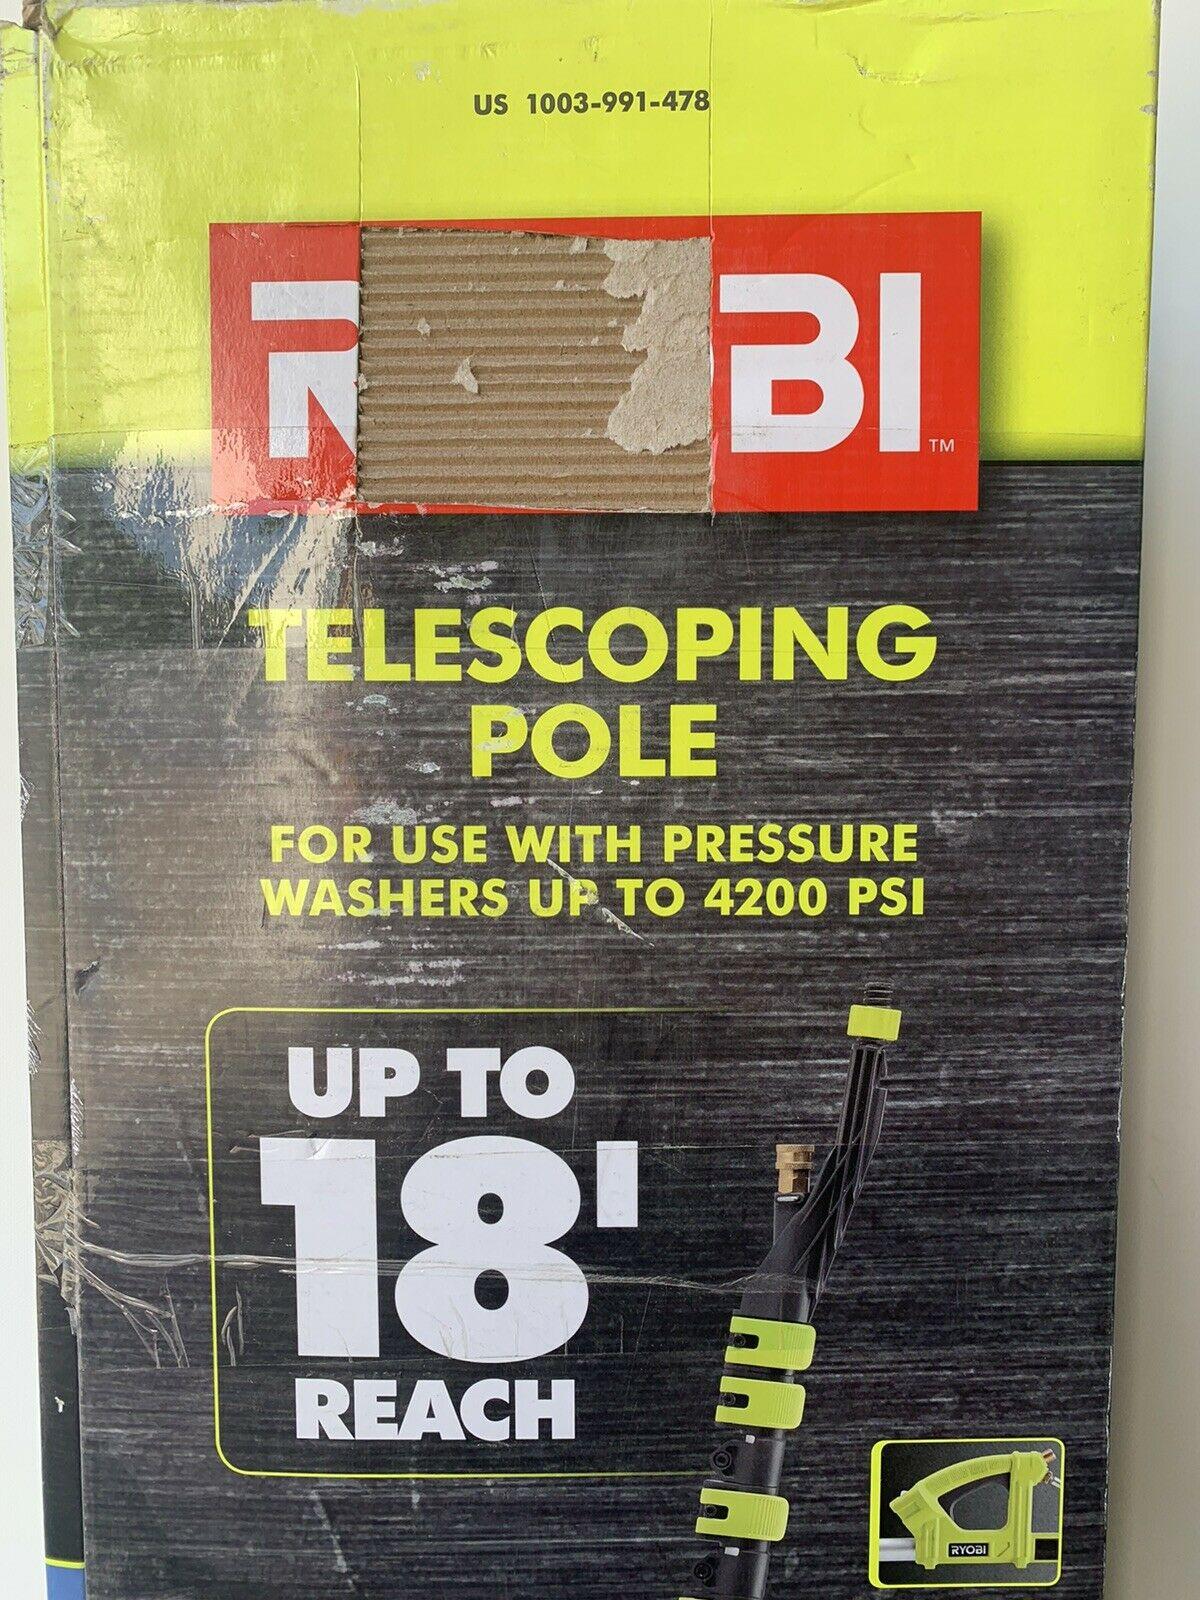 US 1003-991-478
BI™
TELESCOPING
POLE
FOR USE WITH PRESSURE
WASHERS UP TO 4200 PSI
UP TO
18'
REACH
RYOBI